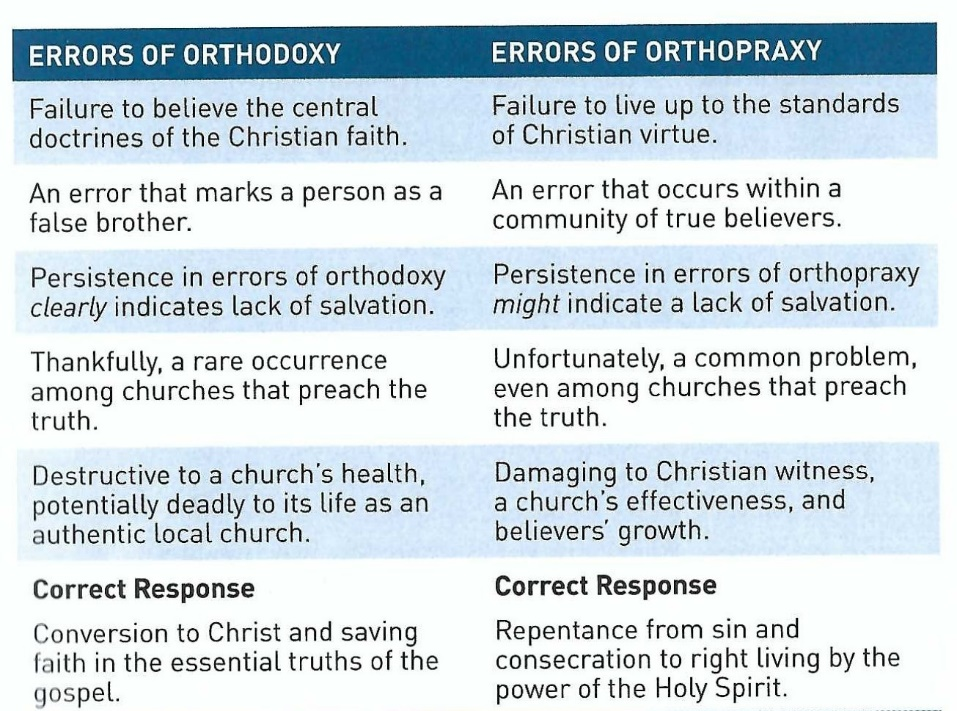 ERRORS OF ORTHODOXY
ERRORS OF ORTHOPRAXY
Failure to believe the central
doctrines of the Christian faith.
Failure to live up to the standards
of Christian virtue.
An error that marks a person as a
false brother.
An error that occurs within a
community of true believers.
Persistence in errors of orthodoxy
clearly indicates lack of salvation.
Persistence in errors of orthopraxy
might indicate a lack of salvation.
Thankfully, a rare occurrence
among churches that preach the
truth.
Unfortunately, a common problem,
even among churches that preach
the truth.
Destructive to a church's health,
potentially deadly to its life as an
authentic local church.
Damaging to Christian witness,
a church's effectiveness, and
believers' growth.
Correct Response
Conversion to Christ and saving
faith in the essential truths of the
gospel.
Correct Response
Repentance from sin and
consecration to right living by the
power of the Holy Spirit.